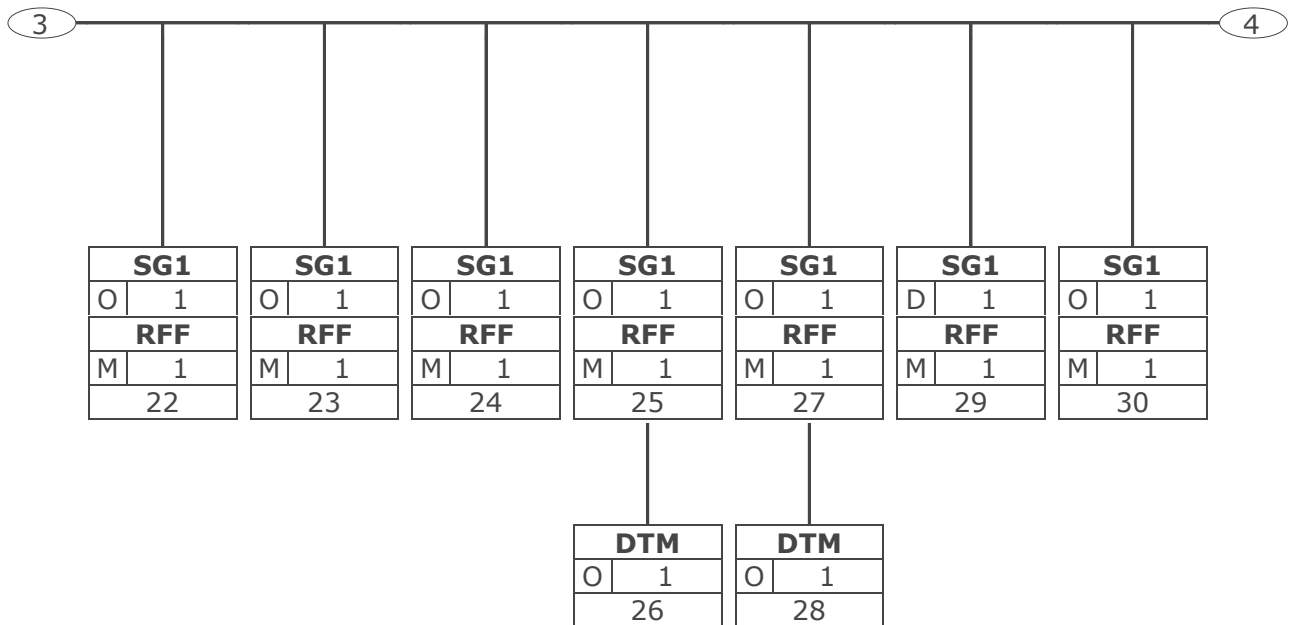 3 4
SG1 SG1 SG1 SG1 SG1 SG1 SG1
O 1 O 1 O 1 O 1 O 1 D 1 O 1
RFF RFF RFF RFF RFF RFF RFF
M 1 M 1 M 1 M 1 M 1 M 1 M 1
22 23 24 25 27 29 30
DTM DTM
O 1 O 1
26 28